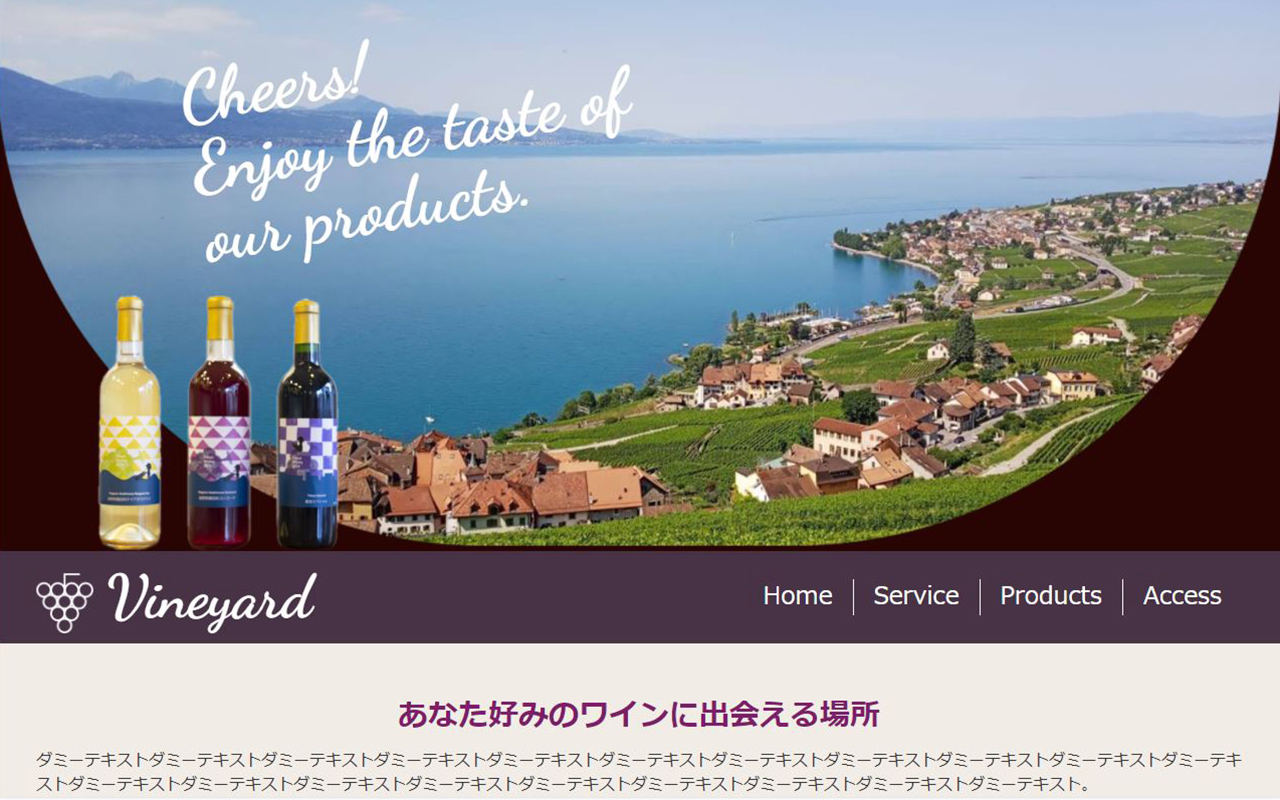 Cheers!
Enjoy the taste of
our products.
Vineyard
Home
Service
Products
Access
あなた好みのワインに出会える場所
ダミーテキストダミーテキストダミーテキストダミーテキストダミーテキストダミーテキストダミーテキストダミーテキストダミーテキストダミーテキストダミーテキ
ストダミーテキストダミーテキストダミーテキストダミーテキストダミーテキストダミーテキストダミーテキストダミーテキストダミーテキスト。